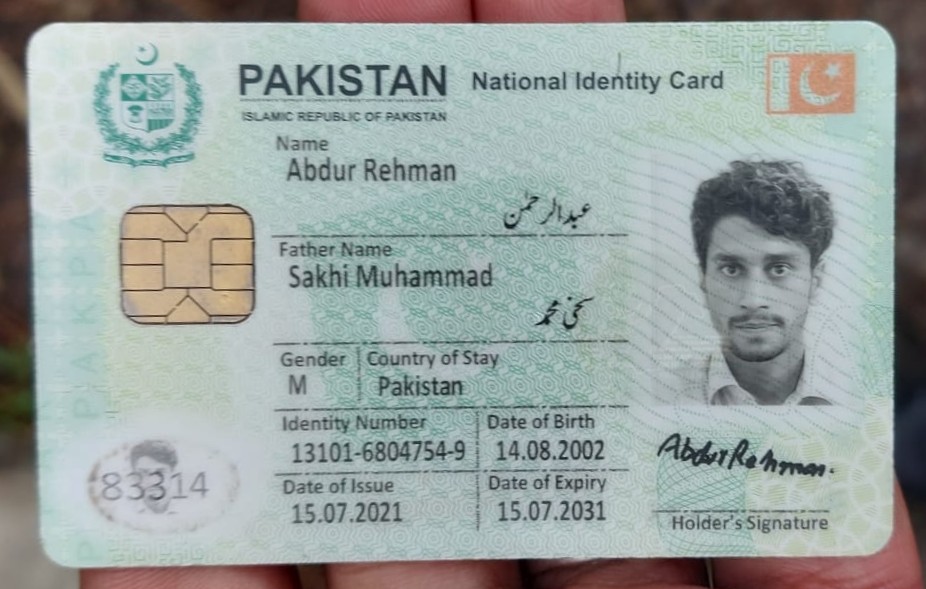 PAKISTAN National Identity Card
ISLAMIC REPUBLIC OF PAKISTAN
Name
Abdur Rehman
عبدالرحمٰن
Father Name
Sakhi Muhammad
سخی محمد
Gender Country of Stay
M Pakistan
Identity Number Date of Birth
13101-6804754-9 14.08.2002
Date of Issue Date of Expiry
15.07.2021 15.07.2031
83314
Abdur Rehman.
Holder's Signature